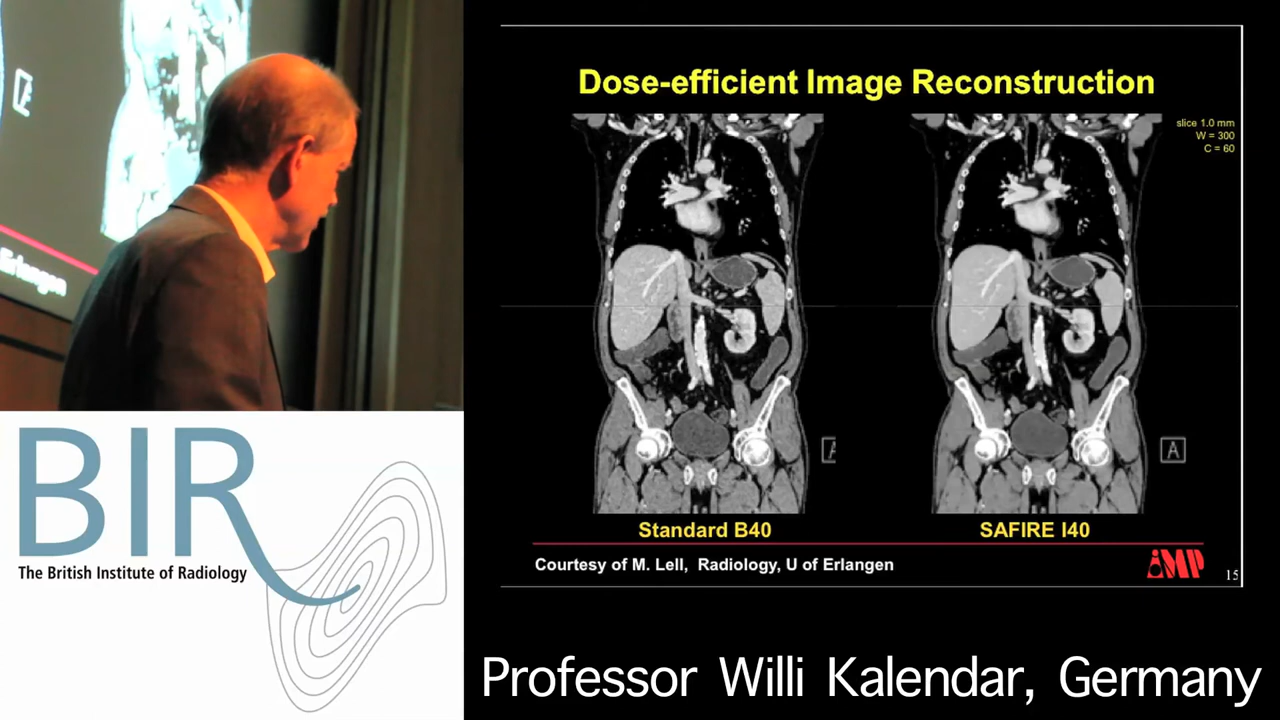 Erlangen
BIR
The British Institute of Radiology
Dose-efficient Image Reconstruction
slice 1.0 mm
W = 300
C = 60
A
Standard B40
SAFIRE I40
Courtesy of M. Lell, Radiology, U of Erlangen
iMP
15
Professor Willi Kalendar, Germany